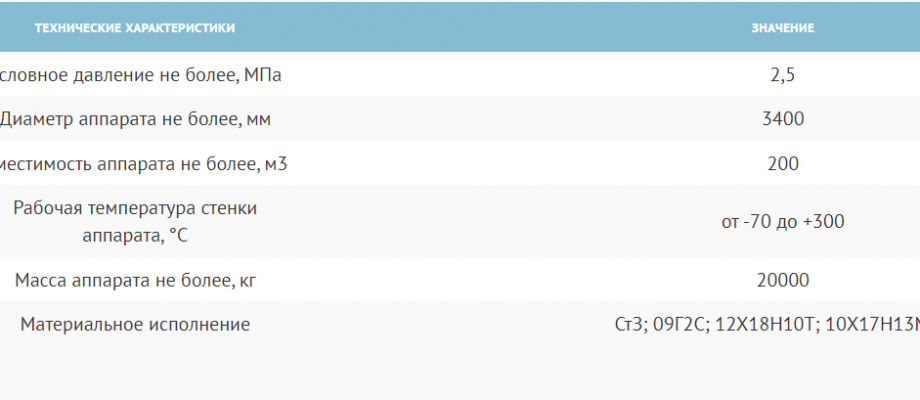 ТЕХНИЧЕСКИЕ ХАРАКТЕРИСТИКИ ЗНАЧЕНИЕ
словное давление не более, МПа 2,5
Диаметр аппарата не более, мм 3400
местимость аппарата не более, м3 200
Рабочая температура стенки
аппарата, °С от -70 до +300
Масса аппарата не более, кг 20000
Материальное исполнение Ст3; 09Г2С; 12Х18Н10Т; 10Х17Н13